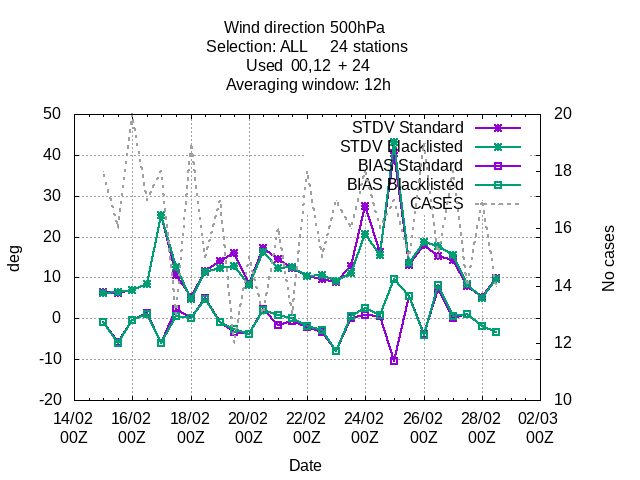 Wind direction 500hPa
Selection: ALL 24 stations
Used 00,12 + 24
Averaging window: 12h
50
40
30
20
10
0
-10
-20
20
18
16
14
12
10
deg
No cases
STDV Standard
STDV Blacklisted
BIAS Standard
BIAS Blacklisted
CASES
14/02 16/02 18/02 20/02 22/02 24/02 26/02 28/02 02/03
00Z 00Z 00Z 00Z 00Z 00Z 00Z 00Z 00Z
Date